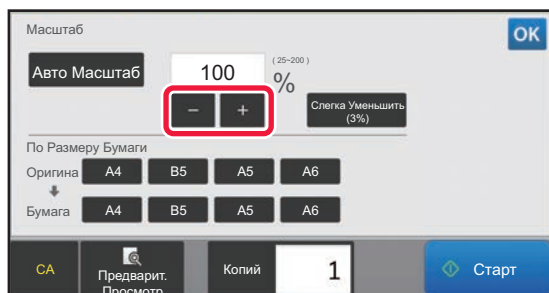 Масштаб
OK
Авто Масштаб
100
( 25~200 )
%
− +
Слегка Уменьшить
(3%)
По Размеру Бумаги
Оригина A4 B5 A5 A6
Бумага A4 B5 A5 A6
CA
Предварит.
Просмотр
Копий
1
Старт